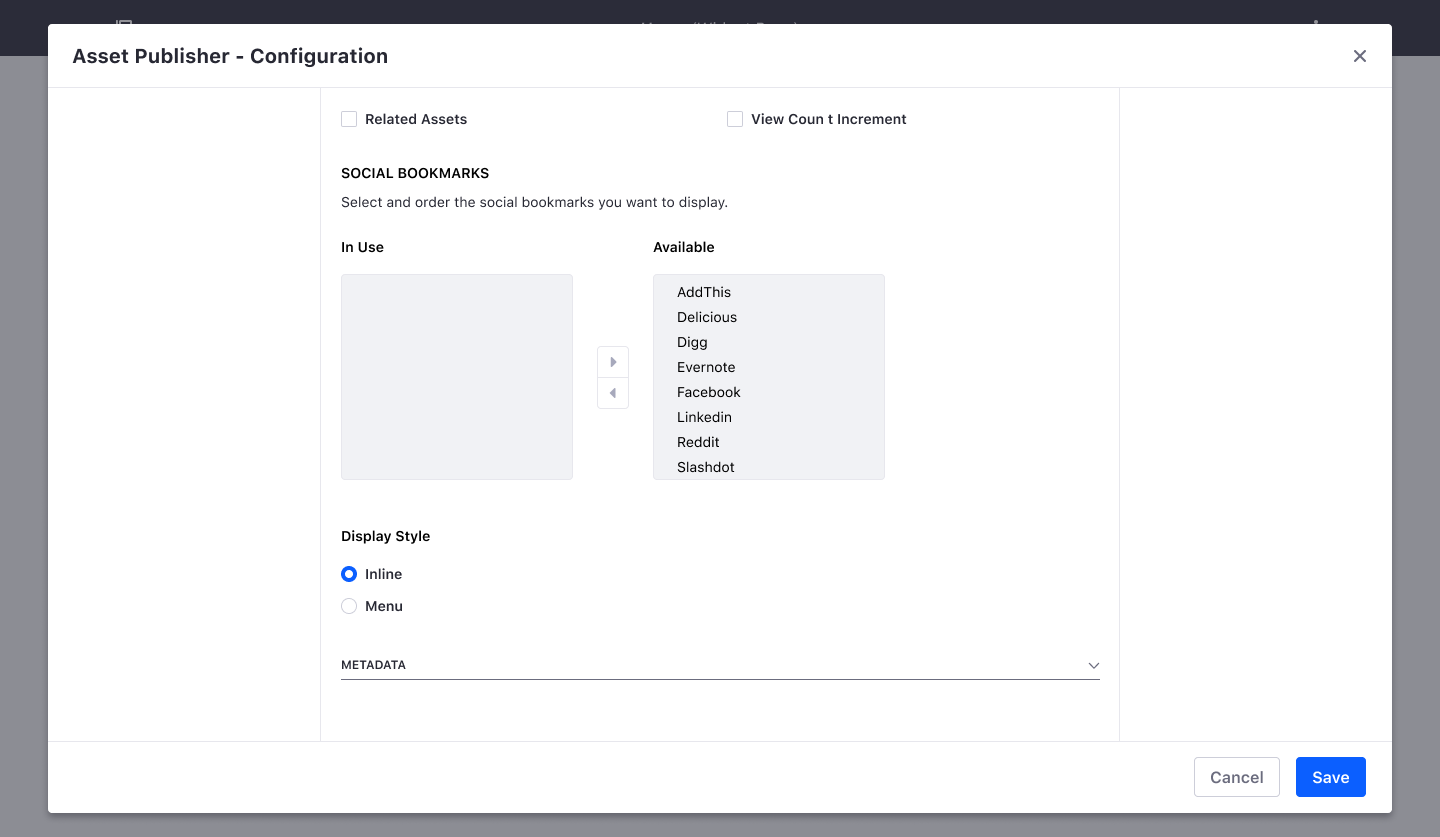 Asset Publisher - Configuration
Related Assets
View Coun t Increment
SOCIAL BOOKMARKS
Select and order the social bookmarks you want to display.
In Use
Available
AddThis
Delicious
Digg
Evernote
Facebook
Linkedin
Reddit
Slashdot
Display Style
Inline
Menu
METADATA
Cancel
Save